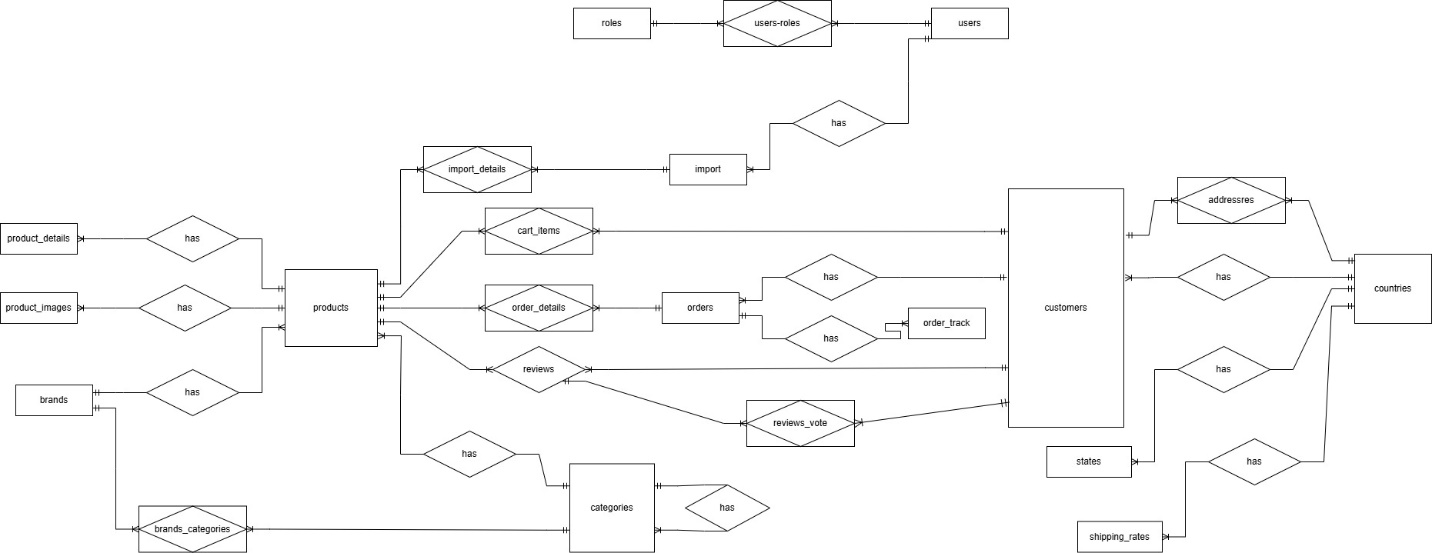 roles
users-roles
users
has
import_details
import
addressres
product_details
has
cart_items
has
has
countries
product_images
has
products
order_details
orders
customers
order_track
has
reviews
has
brands
has
reviews_vote
has
states
has
categories
has
brands_categories
shipping_rates